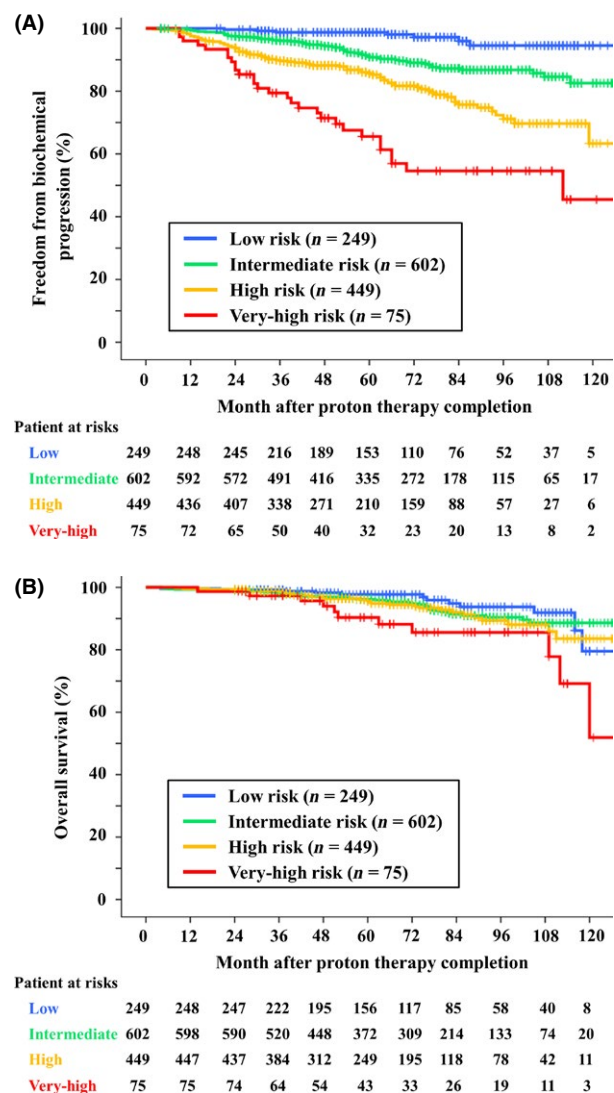 (A)
100
80
60
40
20
0
Freedom from biochemical
progression (%)
Low risk (n = 249)
Intermediate risk (n = 602)
High risk (n = 449)
Very-high risk (n = 75)
0 12 24 36 48 60 72 84 96 108 120
Month after proton therapy completion
Patient at risks
Low 249 248 245 216 189 153 110 76 52 37 5
Intermediate 602 592 572 491 416 335 272 178 115 65 17
High 449 436 407 338 271 210 159 88 57 27 6
Very-high 75 72 65 50 40 32 23 20 13 8 2
(B)
100
80
60
40
20
0
Overall survival (%)
Low risk (n = 249)
Intermediate risk (n = 602)
High risk (n = 449)
Very-high risk (n = 75)
0 12 24 36 48 60 72 84 96 108 120
Month after proton therapy completion
Patient at risks
Low 249 248 247 222 195 156 117 85 58 40 8
Intermediate 602 598 590 520 448 372 309 214 133 74 20
High 449 447 437 384 312 249 195 118 78 42 11
Very-high 75 75 74 64 54 43 33 26 19 11 3